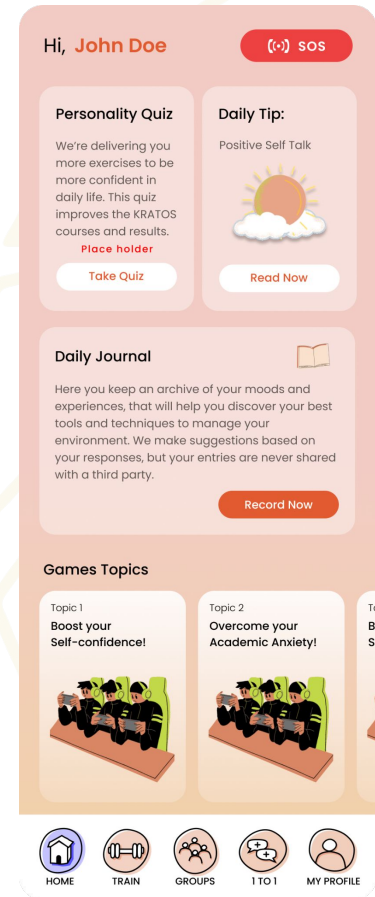 Hi, John Doe
SOS
Personality Quiz
We're delivering you
more exercises to be
more confident in
daily life. This quiz
improves the KRATOS
courses and results.
Place holder
Take Quiz
Daily Tip:
Positive Self Talk
Read Now
Daily Journal
Here you keep an archive of your moods and
experiences, that will help you discover your best
tools and techniques to manage your
environment. We make suggestions based on
your responses, but your entries are never shared
with a third party.
Record Now
Games Topics
Topic 1
Boost your
Self-confidence!
Topic 2
Overcome your
Academic Anxiety!
HOME
TRAIN
GROUPS
1 TO 1
MY PROFILE